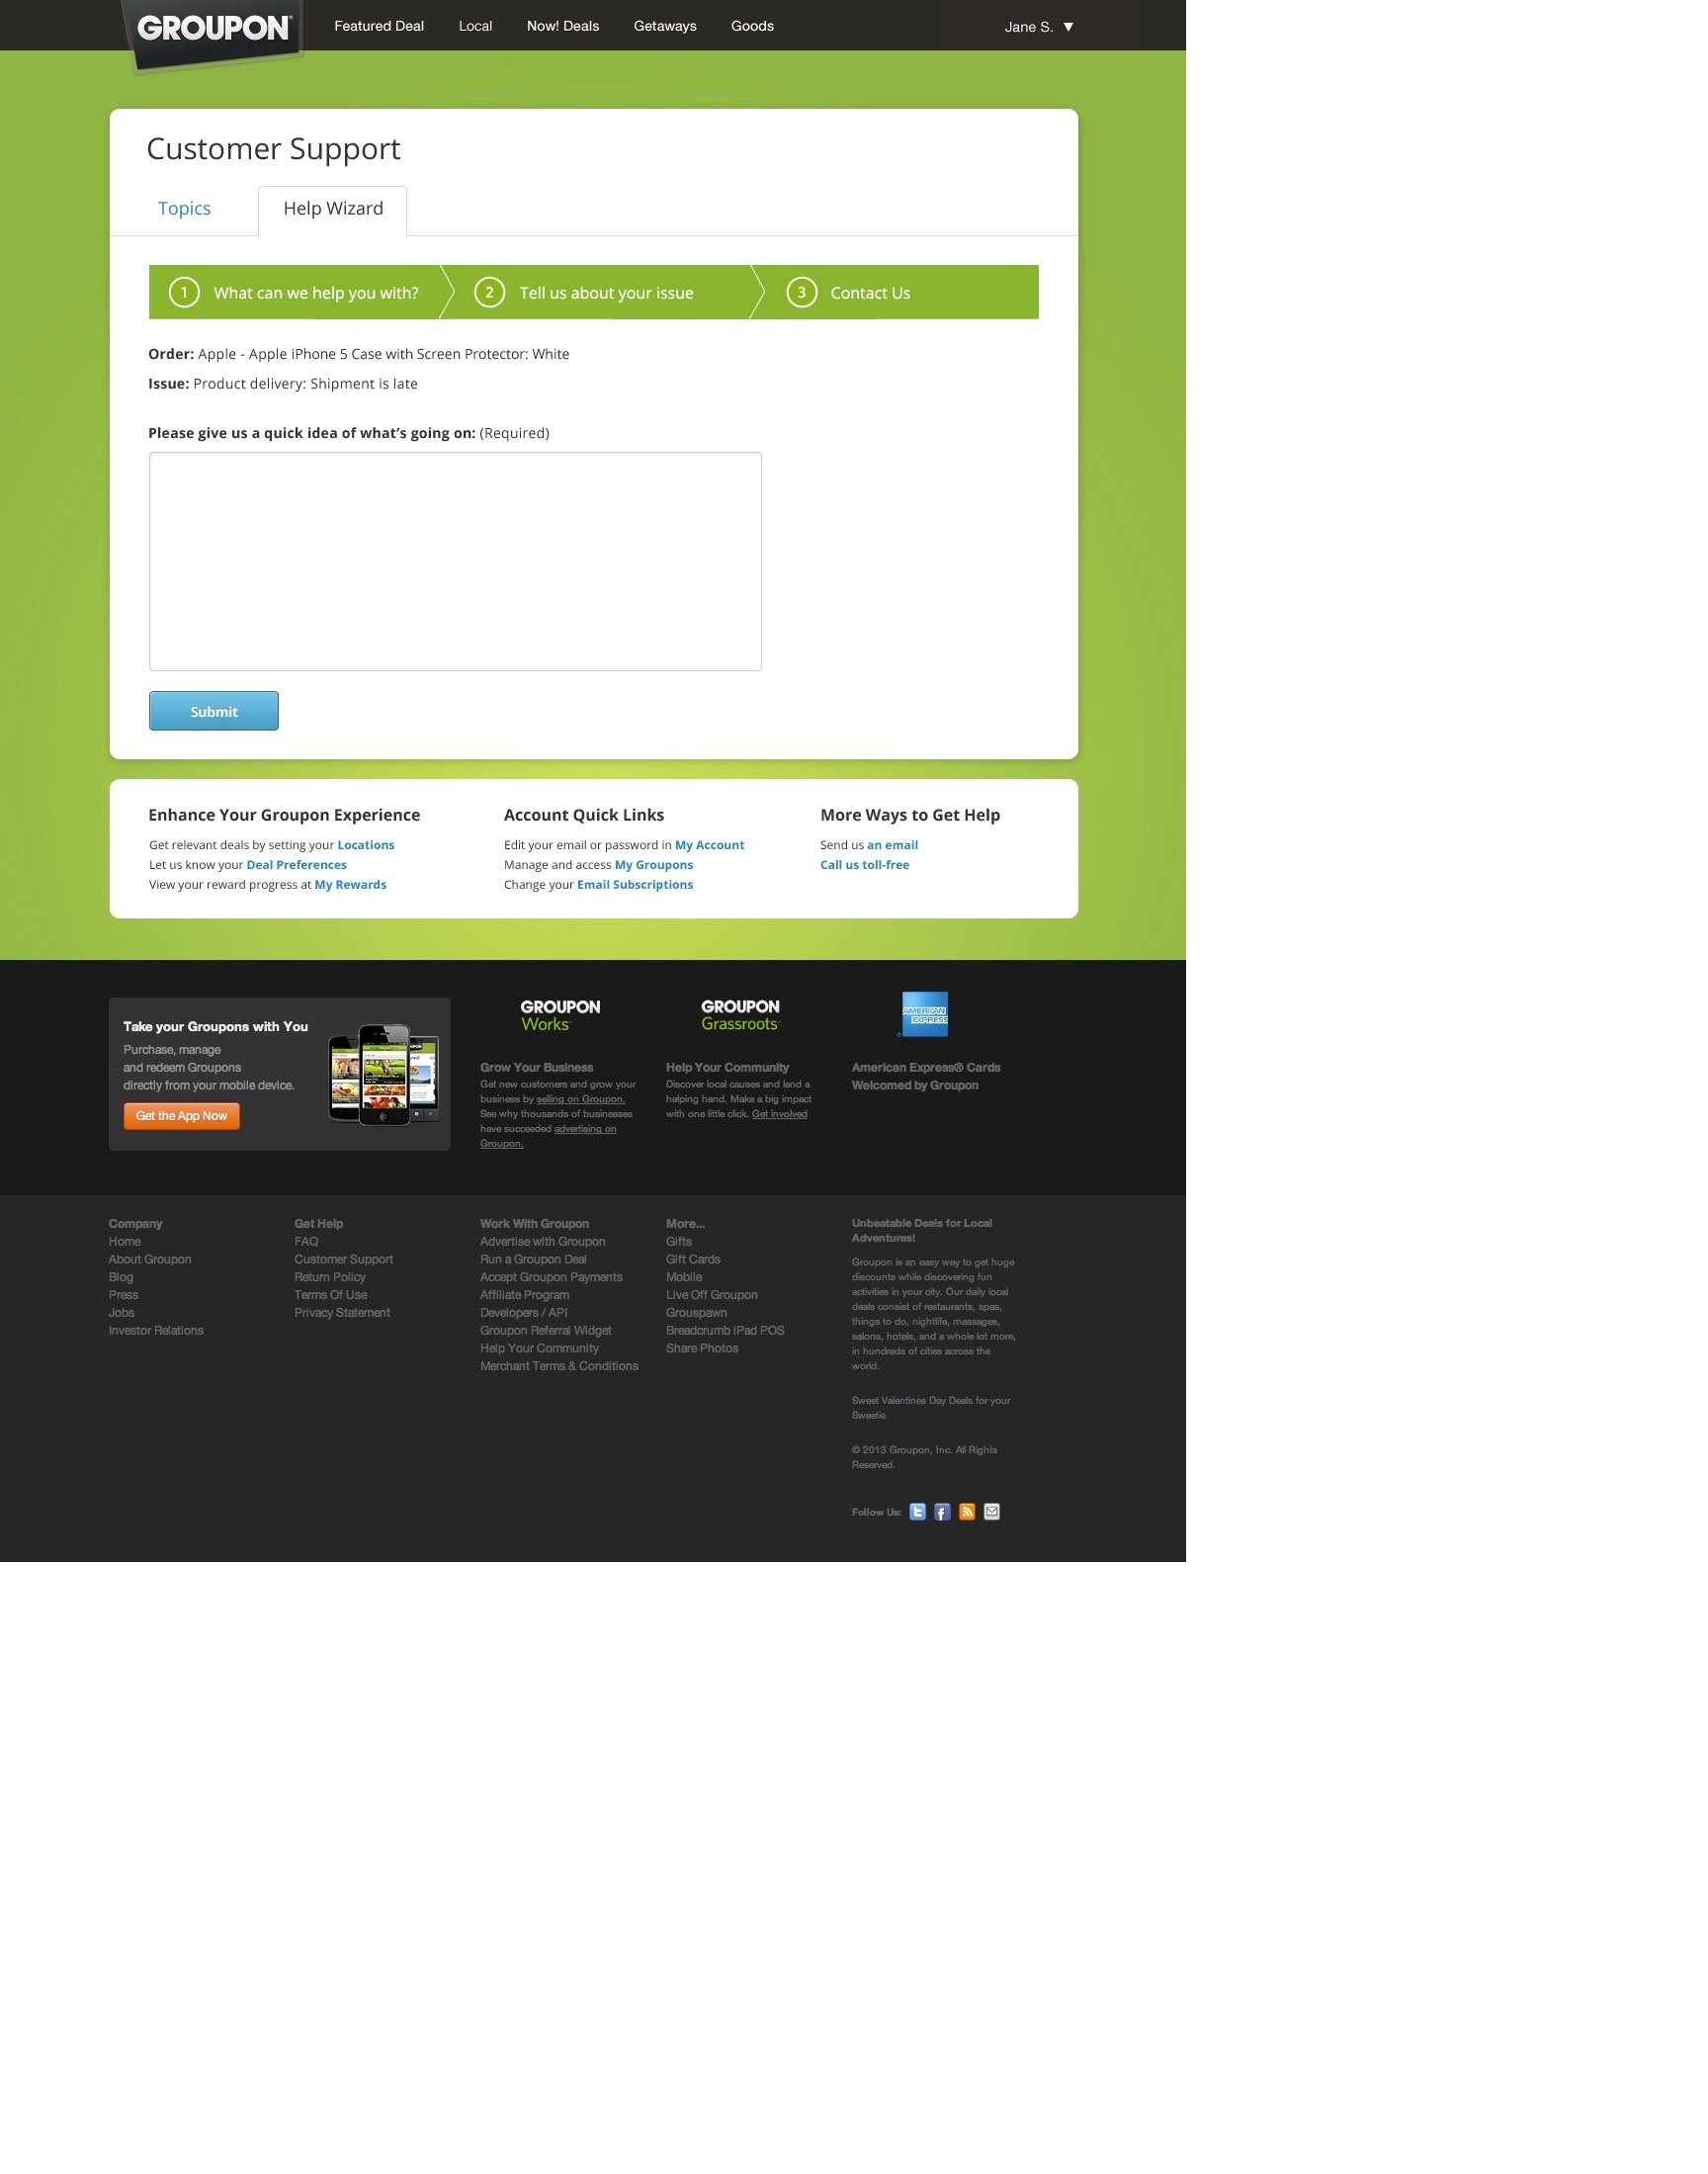 GROUPON®
Featured Deal
Local
Now! Deals
Getaways
Goods
Jane S. ▼
Customer Support
Topics
Help Wizard
1 What can we help you with?
2 Tell us about your issue
3 Contact Us
Order: Apple - Apple iPhone 5 Case with Screen Protector: White
Issue: Product delivery: Shipment is late
Please give us a quick idea of what’s going on: (Required)
Submit
Enhance Your Groupon Experience
Get relevant deals by setting your Locations
Let us know your Deal Preferences
View your reward progress at My Rewards
Account Quick Links
Edit your email or password in My Account
Manage and access My Groupons
Change your Email Subscriptions
More Ways to Get Help
Send us an email
Call us toll-free
Take your Groupons with You
Purchase, manage
and redeem Groupons
directly from your mobile device.
Get the App Now
GROUPON
Works™
Grow Your Business
Get new customers and grow your
business by selling on Groupon.
See why thousands of businesses
have succeeded advertising on
Groupon.
GROUPON
Grassroots™
Help Your Community
Discover local causes and lend a
helping hand. Make a big impact
with one little click. Get involved
AMERICAN
EXPRESS
®
American Express® Cards
Welcomed by Groupon
Company
Home
About Groupon
Blog
Press
Jobs
Investor Relations
Get Help
FAQ
Customer Support
Return Policy
Terms Of Use
Privacy Statement
Work With Groupon
Advertise with Groupon
Run a Groupon Deal
Accept Groupon Payments
Affiliate Program
Developers / API
Groupon Referral Widget
Help Your Community
Merchant Terms & Conditions
More...
Gifts
Gift Cards
Mobile
Live Off Groupon
Grouspawn
Breadcrumb iPad POS
Share Photos
Unbeatable Deals for Local
Adventures!
Groupon is an easy way to get huge
discounts while discovering fun
activities in your city. Our daily local
deals consist of restaurants, spas,
things to do, nightlife, massages,
salons, hotels, and a whole lot more,
in hundreds of cities across the
world.
Sweet Valentines Day Deals for your
Sweetie
© 2013 Groupon, Inc. All Rights
Reserved.
Follow Us: